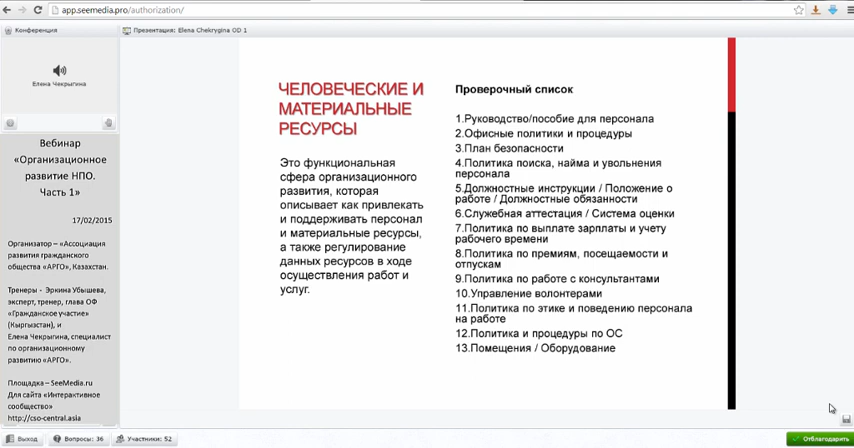 app.seemedia.pro/authorization/
Конференция
Презентация: Elena Chekrygina OD 1
Елена Чекрыгина
Вебинар
«Организационное
развитие НПО.
Часть 1»
17/02/2015
Организатор – «Ассоциация
развития гражданского
общества «АРГО», Казахстан.
Тренеры - Эркина Убышева,
эксперт, тренер, глава ОФ
«Гражданское участие»
(Кыргызстан), и
Елена Чекрыгина, специалист
по организационному
развитию «АРГО».
Площадка – SeeMedia.ru
Для сайта «Интерактивное
сообщество»
http://cso-central.asia
ЧЕЛОВЕЧЕСКИЕ И
МАТЕРИАЛЬНЫЕ
РЕСУРСЫ
Это функциональная
сфера организационного
развития, которая
описывает как привлекать
и поддерживать персонал
и материальные ресурсы,
а также регулирование
данных ресурсов в ходе
осуществления работ и
услуг.
Проверочный список
1.Руководство/пособие для персонала
2.Офисные политики и процедуры
3.План безопасности
4.Политика поиска, найма и увольнения
персонала
5.Должностные инструкции / Положение о
работе / Должностные обязанности
6.Служебная аттестация / Система оценки
7.Политика по выплате зарплаты и учету
рабочего времени
8.Политика по премиям, посещаемости и
отпускам
9.Политика по работе с консультантами
10.Управление волонтерами
11.Политика по этике и поведению персонала
на работе
12.Политика и процедуры по ОС
13.Помещения / Оборудование
Выход
Вопросы: 36
Участники: 52
Отблагодарить